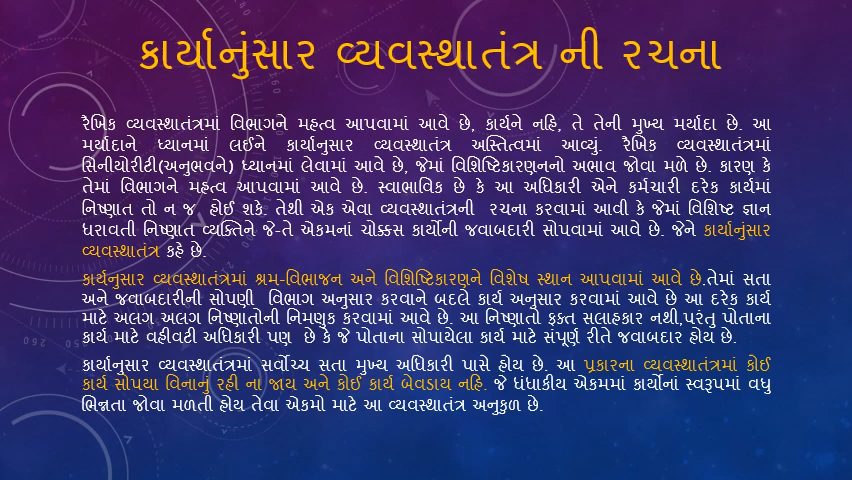 કાર્યાનુંસાર વ્યવસ્થાતંત્ર ની રચના
રૈખિક વ્યવસ્થાતંત્રમાં વિભાગને મહત્વ આપવામાં આવે છે, કાર્યને નહિ, તે તેની મુખ્ય મર્યાદા છે. આ
મર્યાદાને ધ્યાનમાં લઈને કાર્યાનુસાર વ્યવસ્થાતંત્ર અસ્તિત્વમાં આવ્યું. રૈખિક વ્યવસ્થાતંત્રમાં
સિનીયોરીટી(અનુભવને) ધ્યાનમાં લેવામાં આવે છે, જેમાં વિશિષ્ટિકારણનનો અભાવ જોવા મળે છે. કારણ કે
તેમાં વિભાગને મહત્વ આપવામાં આવે છે. સ્વાભાવિક છે કે આ અધિકારી એને કર્મચારી દરેક કાર્યમાં
નિષ્ણાત તો ન જ હોઈ શકે. તેથી એક એવા વ્યવસ્થાતંત્રની રચના કરવામાં આવી કે જેમાં વિશિષ્ટ જ્ઞાન
ધરાવતી નિષ્ણાત વ્યક્તિને જે-તે એકમનાં ચોક્કસ કાર્યોની જવાબદારી સોપવામાં આવે છે. જેને કાર્યાનુંસાર
વ્યવસ્થાતંત્ર કહે છે.
કાર્યનુસાર વ્યવસ્થાતંત્રમાં શ્રમ-વિભાજન અને વિશિષ્ટિકારણને વિશેષ સ્થાન આપવામાં આવે છે.તેમાં સતા
અને જવાબદારીની સોપણી વિભાગ અનુસાર કરવાને બદલે કાર્ય અનુસાર કરવામાં આવે છે આ દરેક કાર્ય
માટે અલગ અલગ નિષ્ણાતોની નિમણુક કરવામાં આવે છે. આ નિષ્ણાતો ફક્ત સલાહકાર નથી,પરંતુ પોતાના
કાર્ય માટે વહીવટી અધિકારી પણ છે કે જે પોતાના સોપાયેલા કાર્ય માટે સંપૂર્ણ રીતે જવાબદાર હોય છે.
કાર્યાનુસાર વ્યવસ્થાતંત્રમાં સર્વોચ્ચ સતા મુખ્ય અધિકારી પાસે હોય છે. આ પ્રકારના વ્યવસ્થાતંત્રમાં કોઈ
કાર્ય સોપયા વિનાનું રહી ના જાય અને કોઈ કાર્ય બેવડાય નહિ. જે ધંધાકીય એકમમાં કાર્યોનાં સ્વરૂપમાં વધુ
ભિન્નતા જોવા મળતી હોય તેવા એકમો માટે આ વ્યવસ્થાતંત્ર અનુકુળ છે.